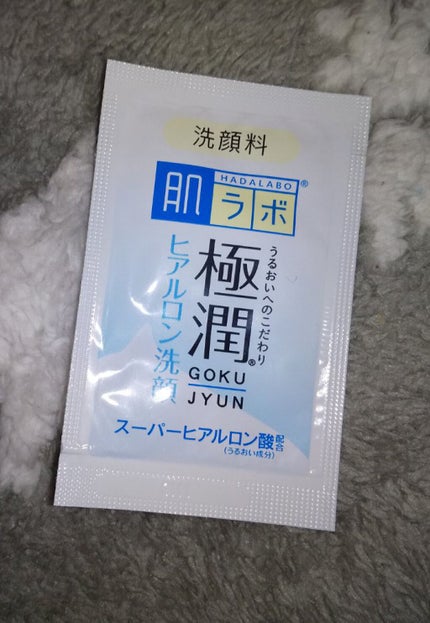 洗顔料
HADALABO®
肌ラボ
うるおいへのこだわり
極潤®
ヒアルロン洗顔
GOKU
JYUN
スーパーヒアルロン酸配合
(うるおい成分)